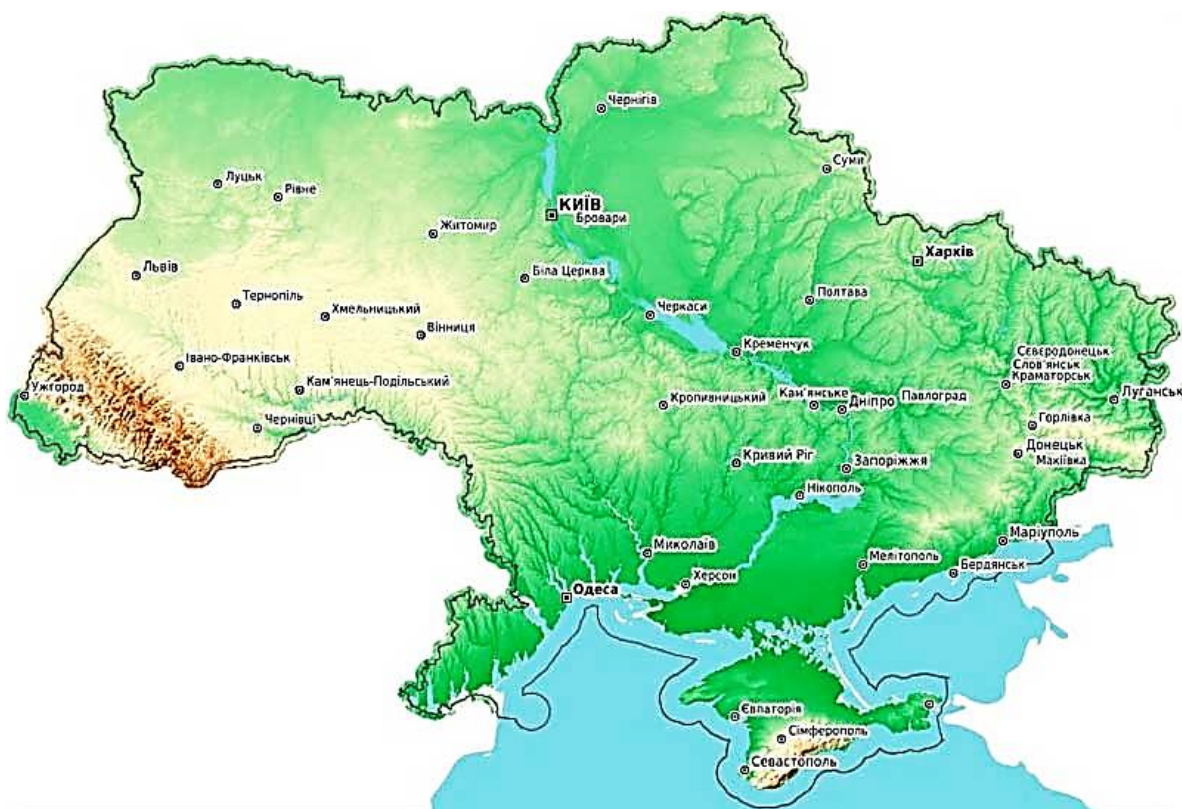 Чернігів
Суми
Луцьк
Рівне
КИЇВ
Бровари
Житомир
Харків
Львів
Біла Церква
Тернопіль
Хмельницький
Черкаси
Полтава
Вінниця
Кременчук
Івано-Франківськ
Сєвєродонецьк
Слов'янськ
Краматорськ
Ужгород
Кам'янець-Подільський
Луганськ
Кропивницький
Кам'янське
Дніпро
Павлоград
Чернівці
Горлівка
Донецьк
Макіївка
Кривий Ріг
Запоріжжя
Нікополь
Маріуполь
Миколаїв
Мелітополь
Бердянськ
Херсон
Одеса
Євпаторія
Сімферополь
Севастополь